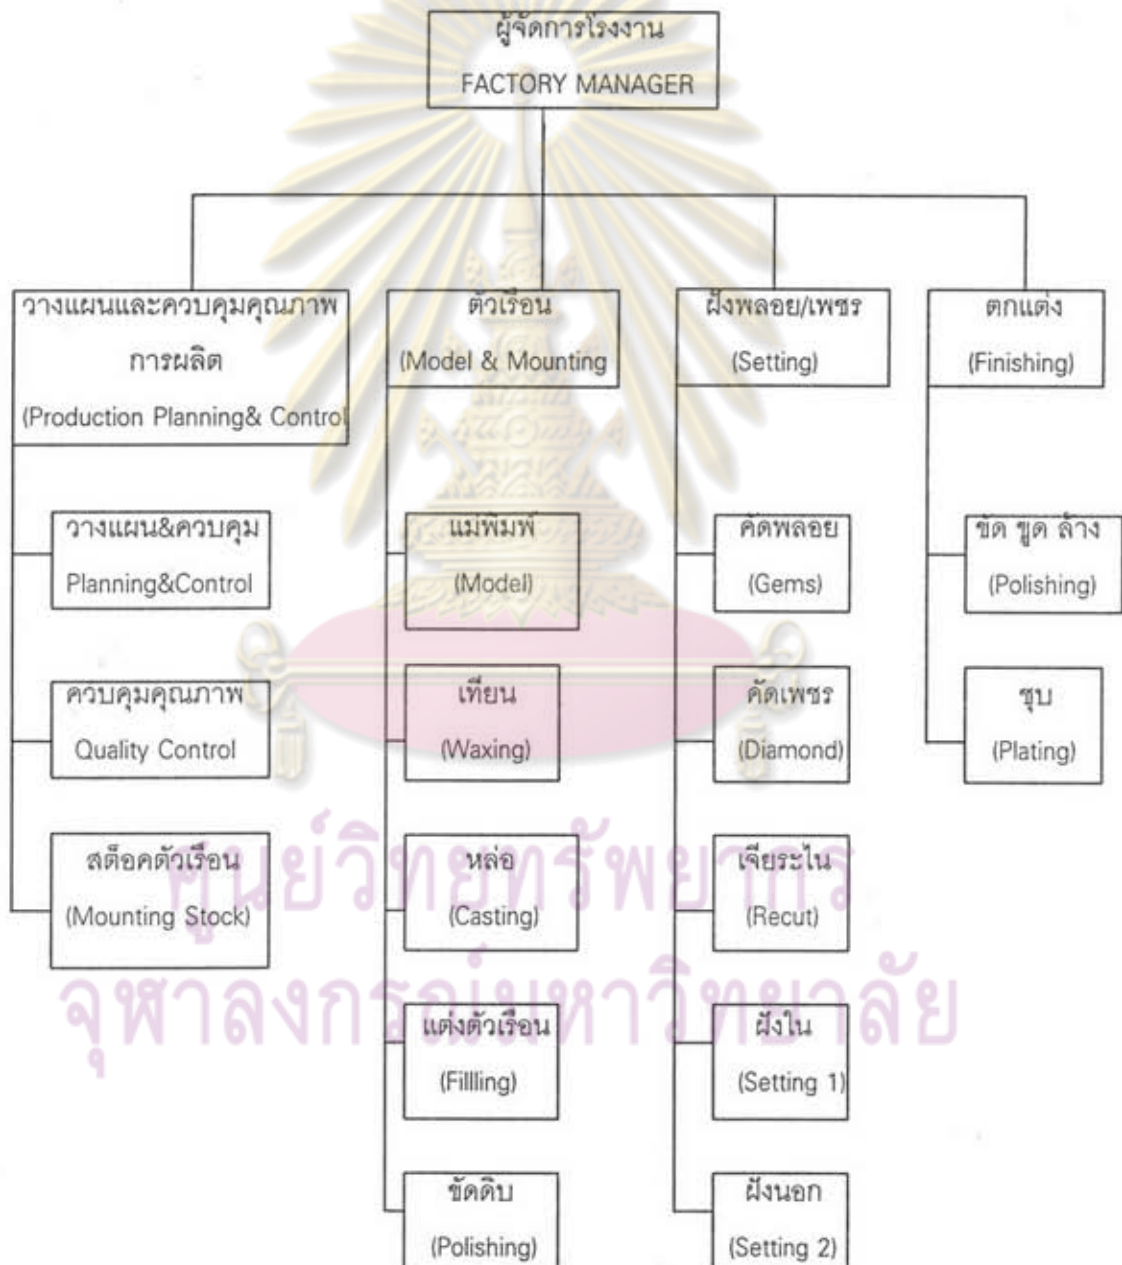 ผู้จัดการโรงงาน
FACTORY MANAGER
วางแผนและควบคุมคุณภาพ
การผลิต
(Production Planning& Control
วางแผน&ควบคุม
Planning&Control
ควบคุมคุณภาพ
Quality Control
สต็อคตัวเรือน
(Mounting Stock)
ตัวเรือน
(Model & Mounting
แม่พิมพ์
(Model)
เทียน
(Waxing)
หล่อ
(Casting)
แต่งตัวเรือน
(Fillling)
ขัดดิบ
(Polishing)
ฝังพลอย/เพชร
(Setting)
คัดพลอย
(Gems)
คัดเพชร
(Diamond)
เจียระไน
(Recut)
ฝังใน
(Setting 1)
ฝังนอก
(Setting 2)
ตกแต่ง
(Finishing)
ขัด ขูด ล้าง
(Polishing)
ชุบ
(Plating)
ศูนย์วิทยทรัพยากร
จุฬาลงกรณ์มหาวิทยาลัย